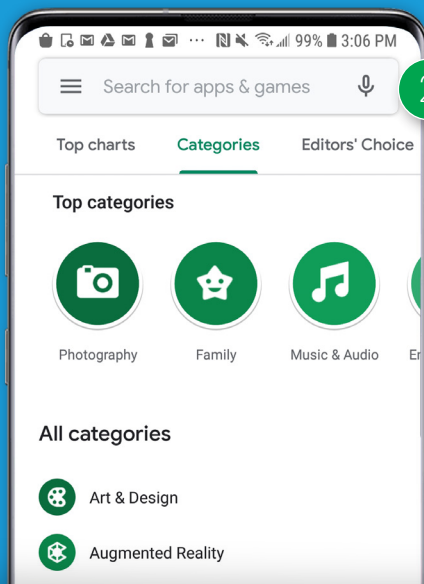 99% 3:06 PM
Search for apps & games
2
Top charts Categories Editors' Choice
Top categories
Photography Family Music & Audio
All categories
Art & Design
Augmented Reality